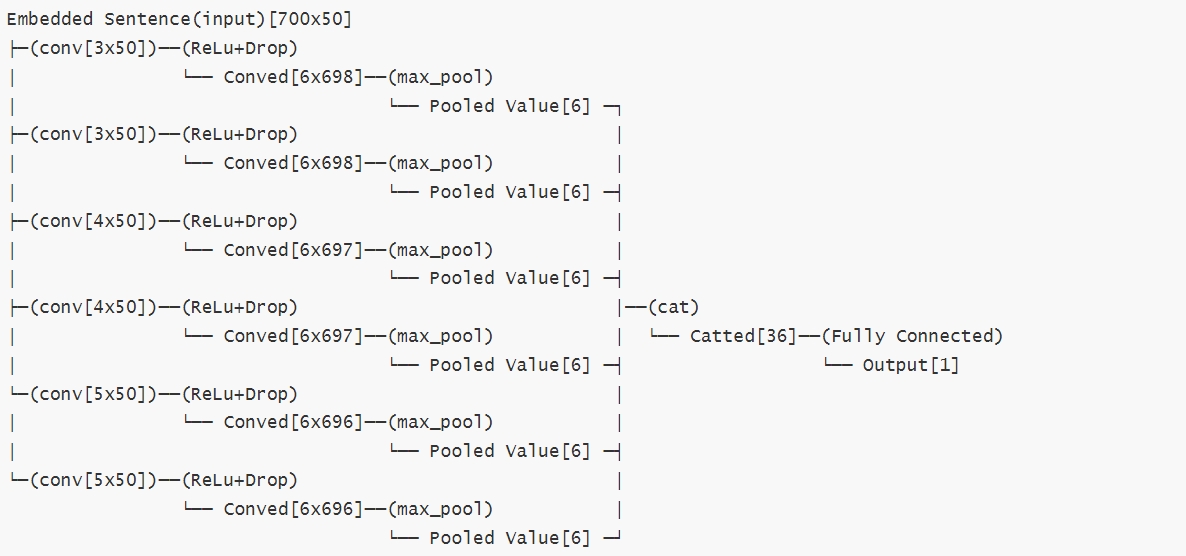 Embedded Sentence(input)[700x50]
├─(conv[3x50])──(ReLu+Drop)
│               └── Conved[6x698]──(max_pool)
│                                   └── Pooled Value[6] ─┐
├─(conv[3x50])──(ReLu+Drop)                              │
│               └── Conved[6x698]──(max_pool)            │
│                                   └── Pooled Value[6] ─┤
├─(conv[4x50])──(ReLu+Drop)                              │
│               └── Conved[6x697]──(max_pool)            │
│                                   └── Pooled Value[6] ─┤
├─(conv[4x50])──(ReLu+Drop)                              │──(cat)
│               └── Conved[6x697]──(max_pool)            │  └── Catted[36]──(Fully Connected)
│                                   └── Pooled Value[6] ─┤                   └── Output[1]
└─(conv[5x50])──(ReLu+Drop)                              │
│               └── Conved[6x696]──(max_pool)            │
│                                   └── Pooled Value[6] ─┤
└─(conv[5x50])──(ReLu+Drop)                              │
                └── Conved[6x696]──(max_pool)            │
                                    └── Pooled Value[6] ─┘